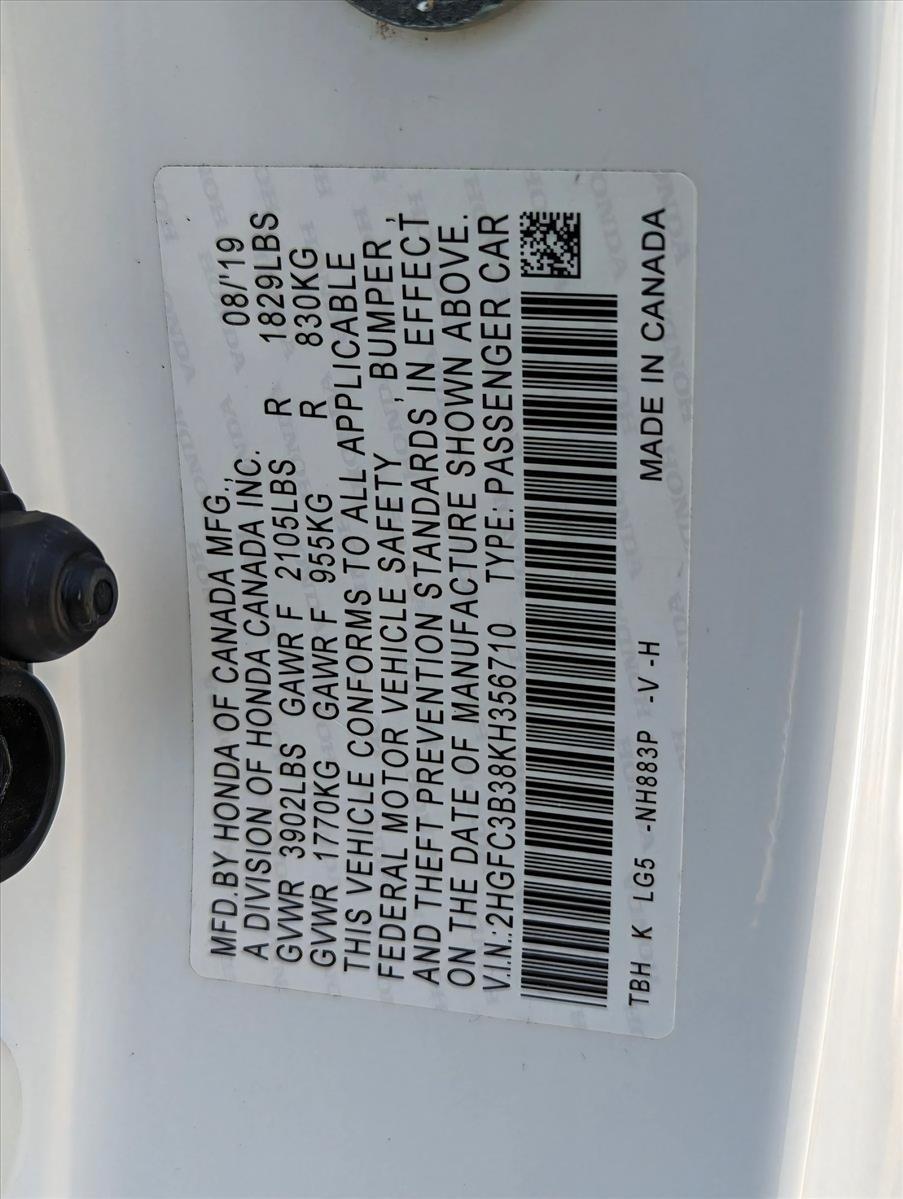 MFD.BY HONDA OF CANADA MFG., 08/'19
A DIVISION OF HONDA CANADA INC.
GVWR 3902LBS GAWR F 2105LBS R 1829LBS
GVWR 1770KG GAWR F 955KG R 830KG
THIS VEHICLE CONFORMS TO ALL APPLICABLE
FEDERAL MOTOR VEHICLE SAFETY , BUMPER ,
AND THEFT PREVENTION STANDARDS IN EFFECT
ON THE DATE OF MANUFACTURE SHOWN ABOVE.
V.I.N.:2HGFC3B38KH356710 TYPE: PASSENGER CAR
TBH K LG5 -NH883P -V -H MADE IN CANADA